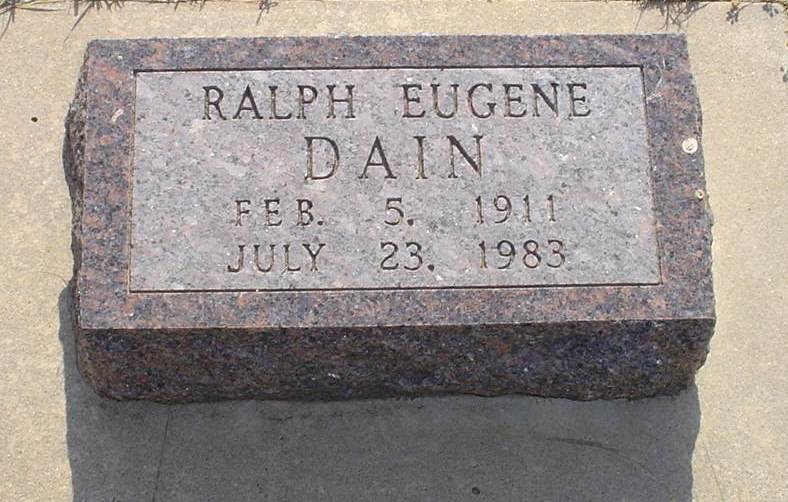 RALPH EUGENE
DAIN
FEB. 5, 1911
JULY 23, 1983